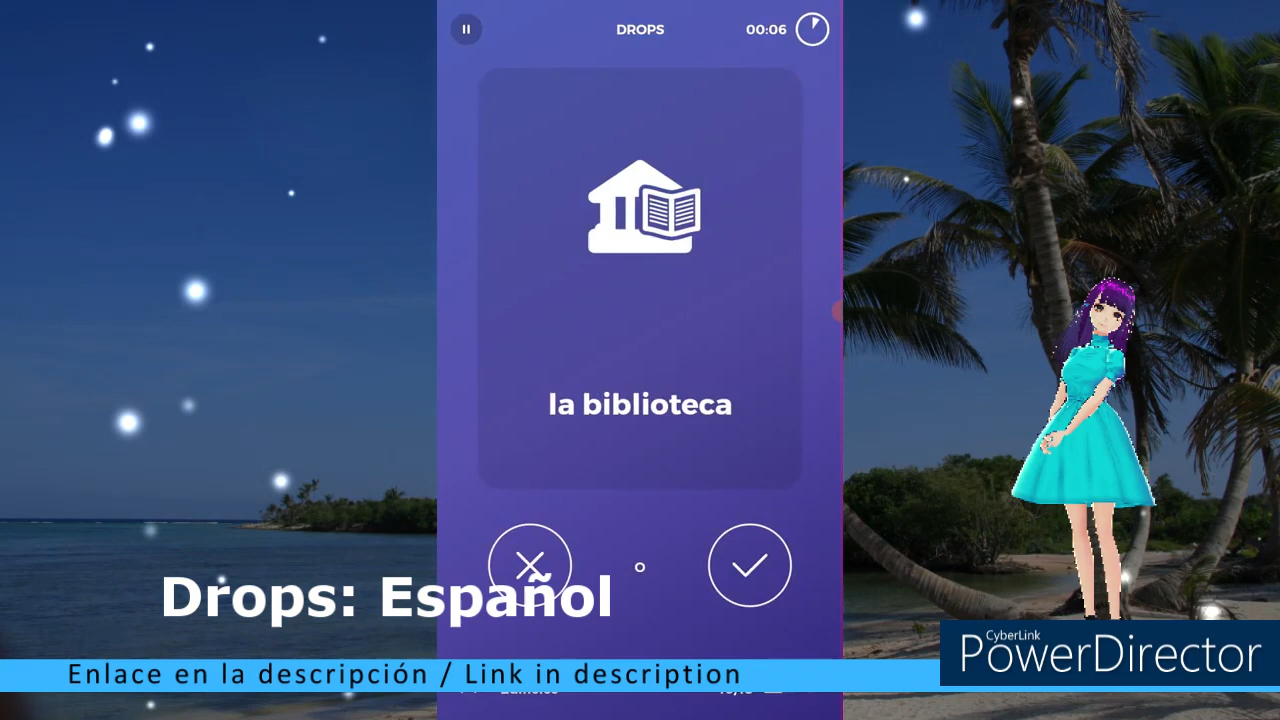 DROPS
00:06
la biblioteca
o
Drops: Español
Enlace en la descripción / Link in description
CyberLink
PowerDirector